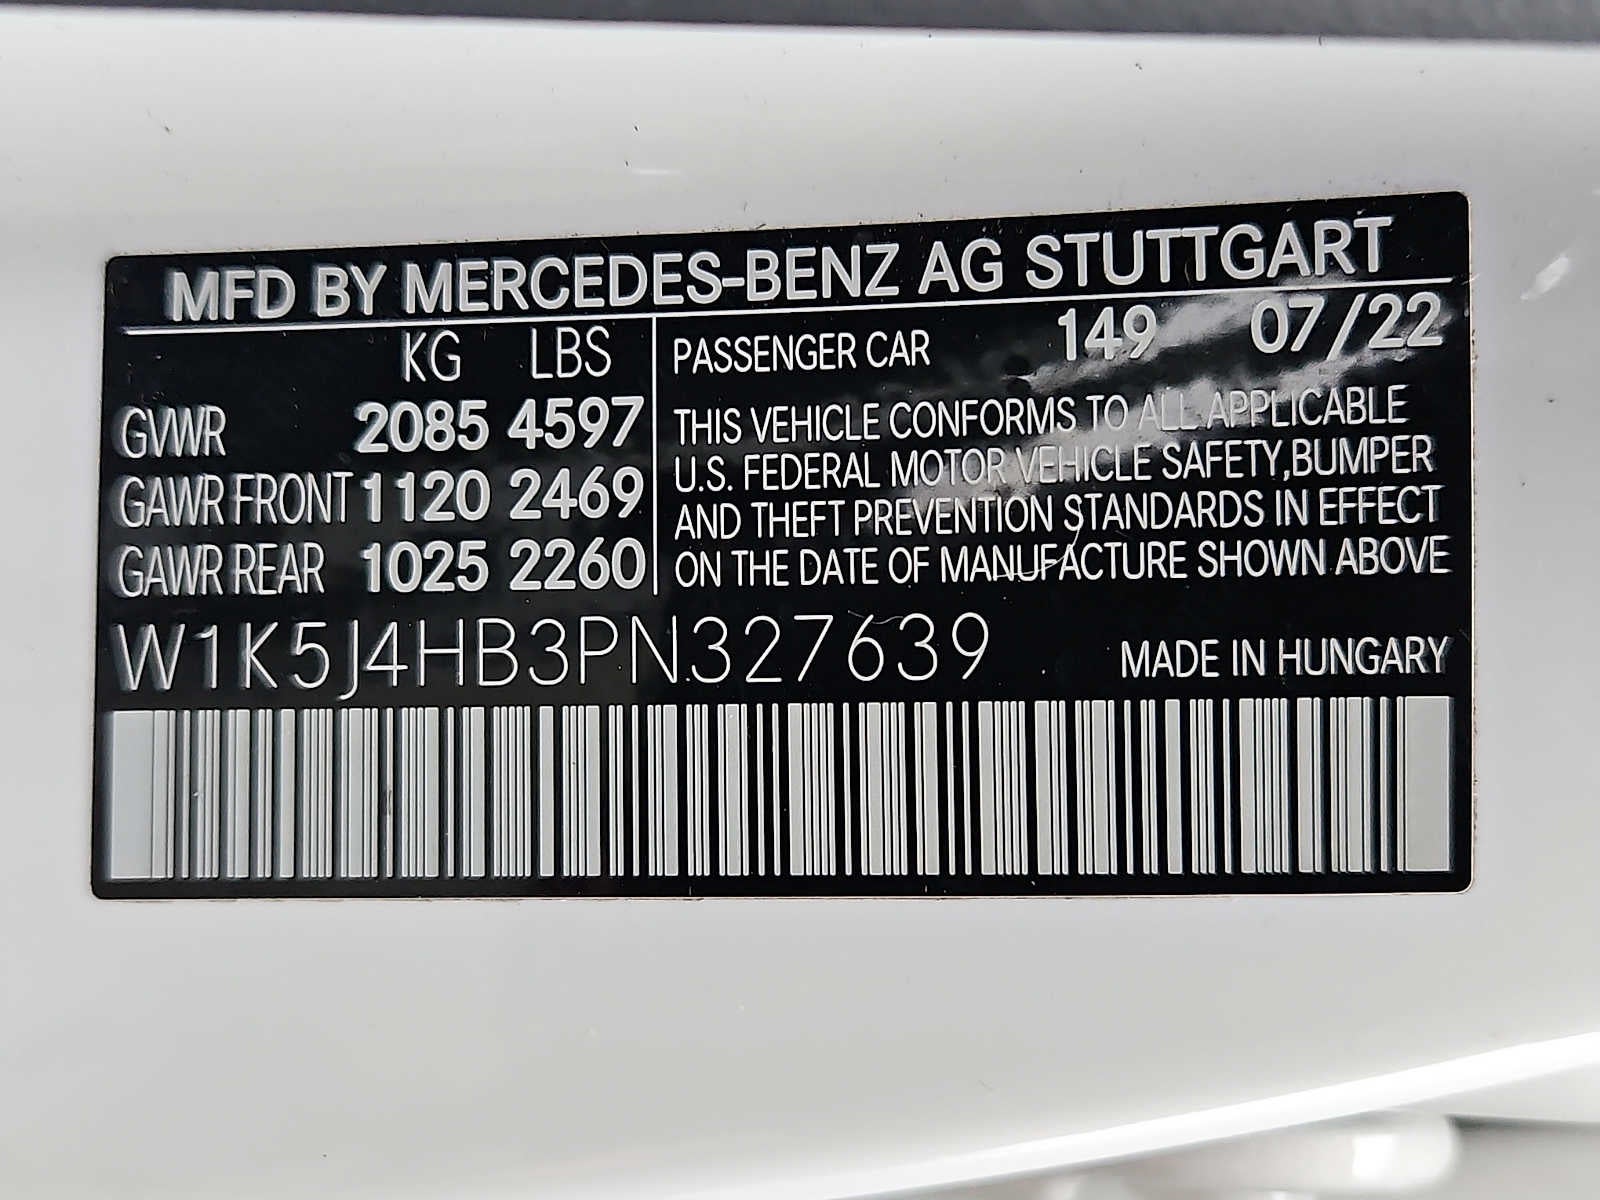 MFD BY MERCEDES-BENZ AG STUTTGART
KG LBS
GVWR 2085 4597
GAWR FRONT 1120 2469
GAWR REAR 1025 2260
PASSENGER CAR 149 07/22
THIS VEHICLE CONFORMS TO ALL APPLICABLE
U.S. FEDERAL MOTOR VEHICLE SAFETY,BUMPER
AND THEFT PREVENTION STANDARDS IN EFFECT
ON THE DATE OF MANUFACTURE SHOWN ABOVE
W1K5J4HB3PN327639
MADE IN HUNGARY